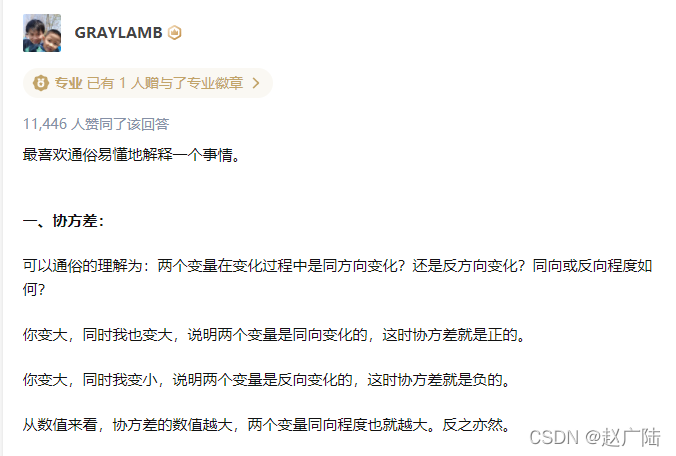 GRAYLAMB
专业 已有 1 人赠与了专业徽章
11,446 人赞同了该回答
最喜欢通俗易懂地解释一个事情。
一、协方差：
可以通俗的理解为：两个变量在变化过程中是同方向变化？还是反方向变化？同向或反向程度如
何？
你变大，同时我也变大，说明两个变量是同向变化的，这时协方差就是正的。
你变大，同时我变小，说明两个变量是反向变化的，这时协方差就是负的。
从数值来看，协方差的数值越大，两个变量同向程度也就越大。反之亦然。
CSDN @赵广陆